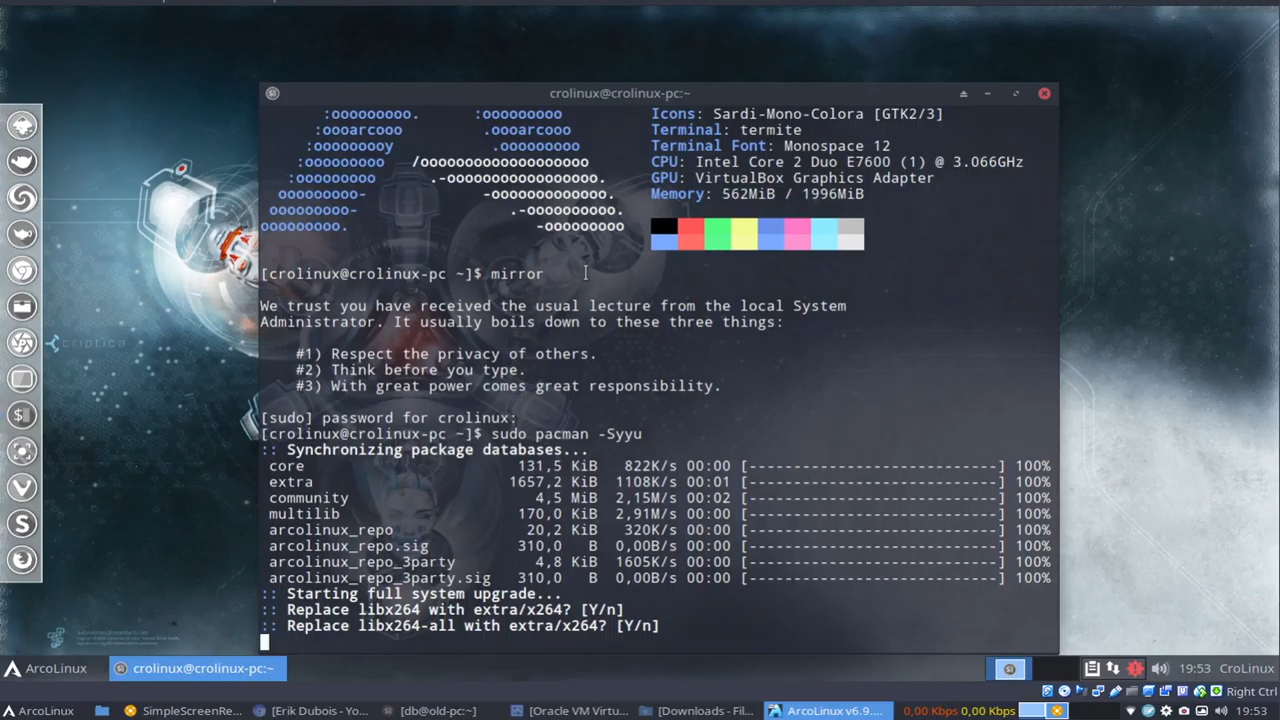 crolinux@crolinux-pc:~
:ooooooooo. :ooooooooo Icons: Sardi-Mono-Colora [GTK2/3]
:oooarcooo .oooarcooo Terminal: termite
:ooooooooy .ooooooooo Terminal Font: Monospace 12
:ooooooooo /ooooooooooooooooooo CPU: Intel Core 2 Duo E7600 (1) @ 3.066GHz
:ooooooooo .-ooooooooooooooooo. GPU: VirtualBox Graphics Adapter
ooooooooo- -ooooooooooooo. Memory: 562MiB / 1996MiB
ooooooooo- .-ooooooooo.
ooooooooo. -ooooooooo
[crolinux@crolinux-pc ~]$ mirror
We trust you have received the usual lecture from the local System
Administrator. It usually boils down to these three things:
#1) Respect the privacy of others.
#2) Think before you type.
#3) With great power comes great responsibility.
[sudo] password for crolinux:
[crolinux@crolinux-pc ~]$ sudo pacman -Syyu
:: Synchronizing package databases...
core 131,5 KiB 822K/s 00:00 [----------------------------] 100%
extra 1657,2 KiB 1108K/s 00:01 [----------------------------] 100%
community 4,5 MiB 2,15M/s 00:02 [----------------------------] 100%
multilib 170,0 KiB 2,91M/s 00:00 [----------------------------] 100%
arcolinux_repo 20,2 KiB 320K/s 00:00 [----------------------------] 100%
arcolinux_repo.sig 310,0 B 0,00B/s 00:00 [----------------------------] 100%
arcolinux_repo_3party 4,8 KiB 1605K/s 00:00 [----------------------------] 100%
arcolinux_repo_3party.sig 310,0 B 0,00B/s 00:00 [----------------------------] 100%
:: Starting full system upgrade...
:: Replace libx264 with extra/x264? [Y/n]
:: Replace libx264-all with extra/x264? [Y/n]
criptica
ArcoLinux crolinux@crolinux-pc:~ 19:53 CroLinux
Right Ctrl
ArcoLinux SimpleScreenRe... [Erik Dubois - Yo... [db@old-pc:~] [Oracle VM Virtu... [Downloads - Fil... ArcoLinux v6.9.... 0,00 Kbps 0,00 Kbps 19:53